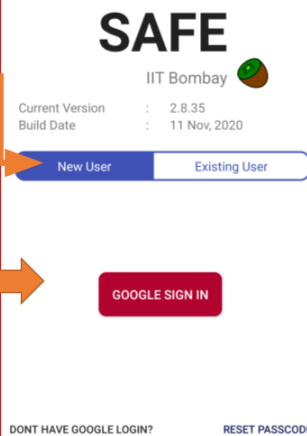 SAFE
IIT Bombay
Current Version : 2.8.35
Build Date : 11 Nov, 2020
New User Existing User
GOOGLE SIGN IN
DONT HAVE GOOGLE LOGIN? RESET PASSCODE